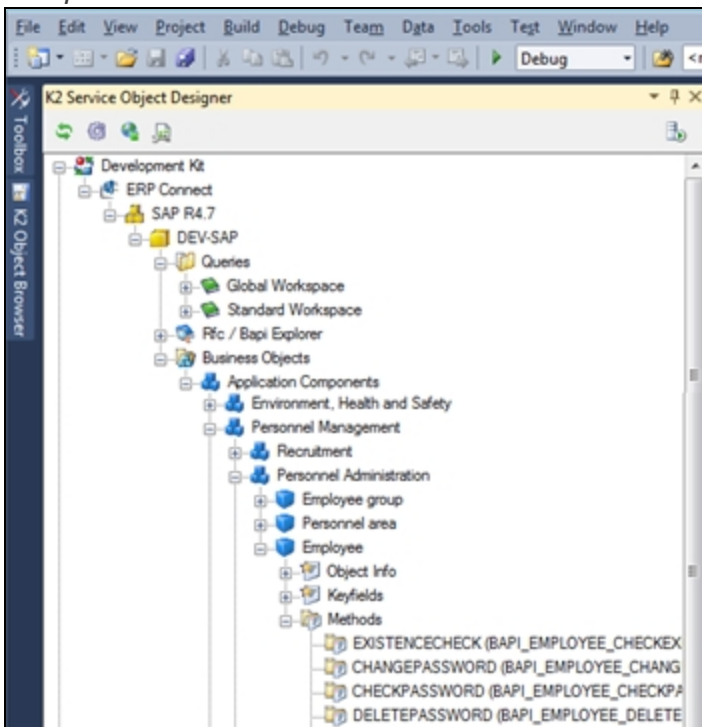 File Edit View Project Build Debug Team Data Tools Test Window Help
Debug
K2 Service Object Designer
Toolbox
K2 Object Browser
Development Kit
ERP Connect
SAP R4.7
DEV-SAP
Queries
Global Workspace
Standard Workspace
Rfc / Bapi Explorer
Business Objects
Application Components
Environment, Health and Safety
Personnel Management
Recruitment
Personnel Administration
Employee group
Personnel area
Employee
Object Info
Keyfields
Methods
EXISTENCECHECK (BAPI_EMPLOYEE_CHECKEX
CHANGEPASSWORD (BAPI_EMPLOYEE_CHANG
CHECKPASSWORD (BAPI_EMPLOYEE_CHECKPA
DELETEPASSWORD (BAPI_EMPLOYEE_DELETE